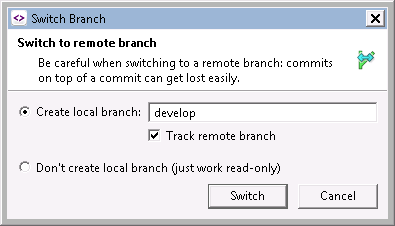 Switch Branch
Switch to remote branch
Be careful when switching to a remote branch: commits
on top of a commit can get lost easily.
Create local branch: develop
Track remote branch
Don't create local branch (just work read-only)
Switch Cancel